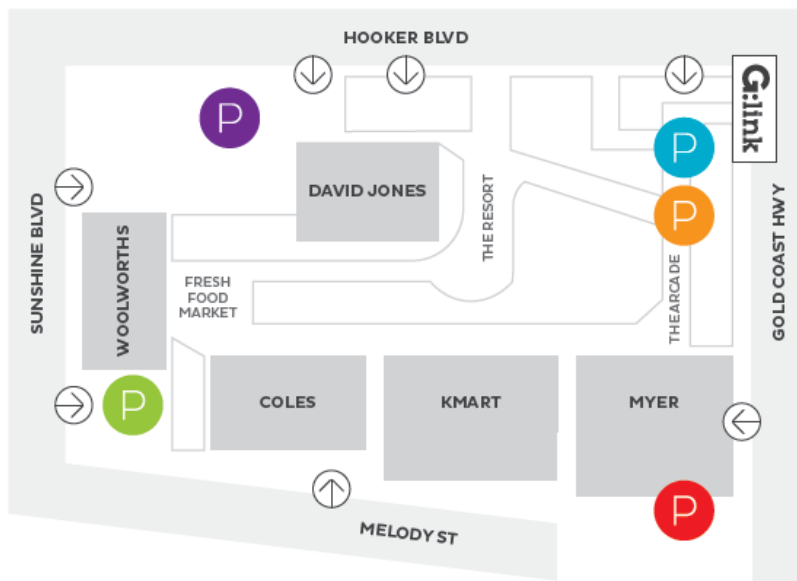 HOOKER BLVD
G:link
P
P
DAVID JONES
SUNSHINE BLVD
P
THE RESORT
GOLD COAST HWY
WOOLWORTHS
FRESH
FOOD
MARKET
THEARCADE
P
COLES
KMART
MYER
P
MELODY ST